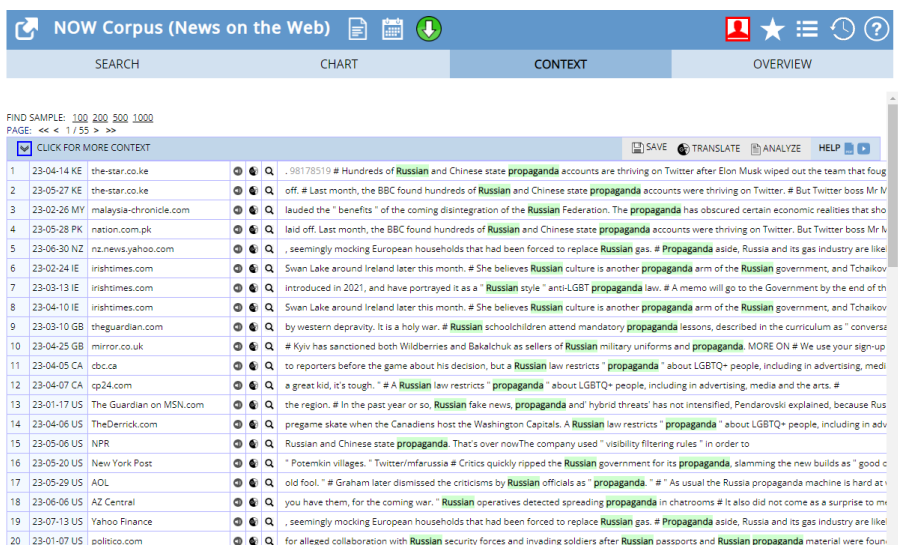 NOW Corpus (News on the Web)
SEARCH CHART CONTEXT OVERVIEW
FIND SAMPLE: 100 200 500 1000
PAGE: << < 1 / 55 > >>
CLICK FOR MORE CONTEXT SAVE TRANSLATE ANALYZE HELP
1 23-04-14 KE the-star.co.ke . 98178519 # Hundreds of Russian and Chinese state propaganda accounts are thriving on Twitter after Elon Musk wiped out the team that foug
2 23-05-27 KE the-star.co.ke off. # Last month, the BBC found hundreds of Russian and Chinese state propaganda accounts were thriving on Twitter. # But Twitter boss Mr M
3 23-02-26 MY malaysia-chronicle.com lauded the " benefits " of the coming disintegration of the Russian Federation. The propaganda has obscured certain economic realities that sho
4 23-05-28 PK nation.com.pk laid off. Last month, the BBC found hundreds of Russian and Chinese state propaganda accounts were thriving on Twitter. But Twitter boss Mr M
5 23-06-30 NZ nz.news.yahoo.com , seemingly mocking European households that had been forced to replace Russian gas. # Propaganda aside, Russia and its gas industry are likel
6 23-02-24 IE irishtimes.com Swan Lake around Ireland later this month. # She believes Russian culture is another propaganda arm of the Russian government, and Tchaikov
7 23-03-13 IE irishtimes.com introduced in 2021, and have portrayed it as a " Russian style " anti-LGBT propaganda law. # A memo will go to the Government by the end of th
8 23-04-10 IE irishtimes.com Swan Lake around Ireland later this month. # She believes Russian culture is another propaganda arm of the Russian government, and Tchaikov
9 23-03-10 GB theguardian.com by western depravity. It is a holy war. # Russian schoolchildren attend mandatory propaganda lessons, described in the curriculum as " conversa
10 23-04-25 GB mirror.co.uk # Kyiv has sanctioned both Wildberries and Bakalchuk as sellers of Russian military uniforms and propaganda. MORE ON # We use your sign-up
11 23-04-05 CA cbc.ca to reporters before the game about his decision, but a Russian law restricts " propaganda " about LGBTQ+ people, including in advertising, medi
12 23-04-07 CA cp24.com a great kid, it's tough. " # A Russian law restricts " propaganda " about LGBTQ+ people, including in advertising, media and the arts. #
13 23-01-17 US The Guardian on MSN.com the region. # In the past year or so, Russian fake news, propaganda and' hybrid threats' has not intensified, Pendarovski explained, because Rus
14 23-04-06 US TheDerrick.com pregame skate when the Canadiens host the Washington Capitals. A Russian law restricts " propaganda " about LGBTQ+ people, including in adv
15 23-05-06 US NPR Russian and Chinese state propaganda. That's over nowThe company used " visibility filtering rules " in order to
16 23-05-20 US New York Post " Potemkin villages. " Twitter/mfarussia # Critics quickly ripped the Russian government for its propaganda, slamming the new builds as " good o
17 23-05-29 US AOL old fool. " # Graham later dismissed the criticisms by Russian officials as " propaganda. " # " As usual the Russia propaganda machine is hard at
18 23-06-06 US AZ Central you have them, for the coming war. " Russian operatives detected spreading propaganda in chatrooms # It also did not come as a surprise to me
19 23-07-13 US Yahoo Finance , seemingly mocking European households that had been forced to replace Russian gas. # Propaganda aside, Russia and its gas industry are likel
20 23-01-07 US politico.com for alleged collaboration with Russian security forces and invading soldiers after Russian passports and Russian propaganda material were foun